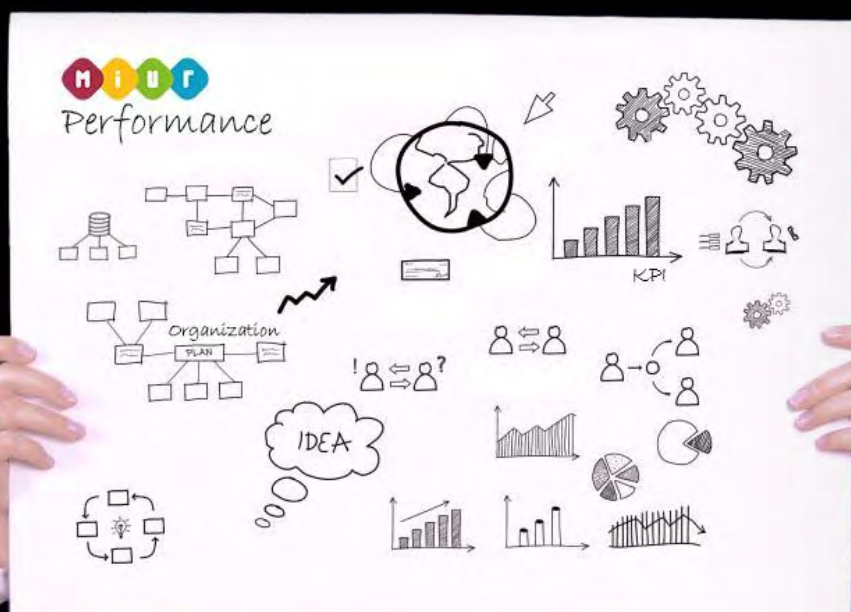 MiUr
Performance
KPI
Organization
PLAN
! ?
IDEA